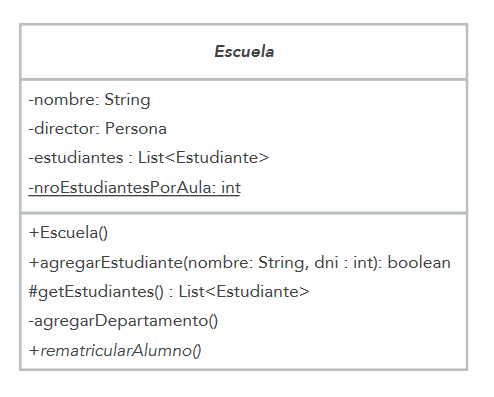 Escuela
-nombre: String
-director: Persona
-estudiantes : List<Estudiante>
-nroEstudiantesPorAula: int
+Escuela()
+agregarEstudiante(nombre: String, dni : int): boolean
#getEstudiantes() : List<Estudiante>
-agregarDepartamento()
+rematricularAlumno()